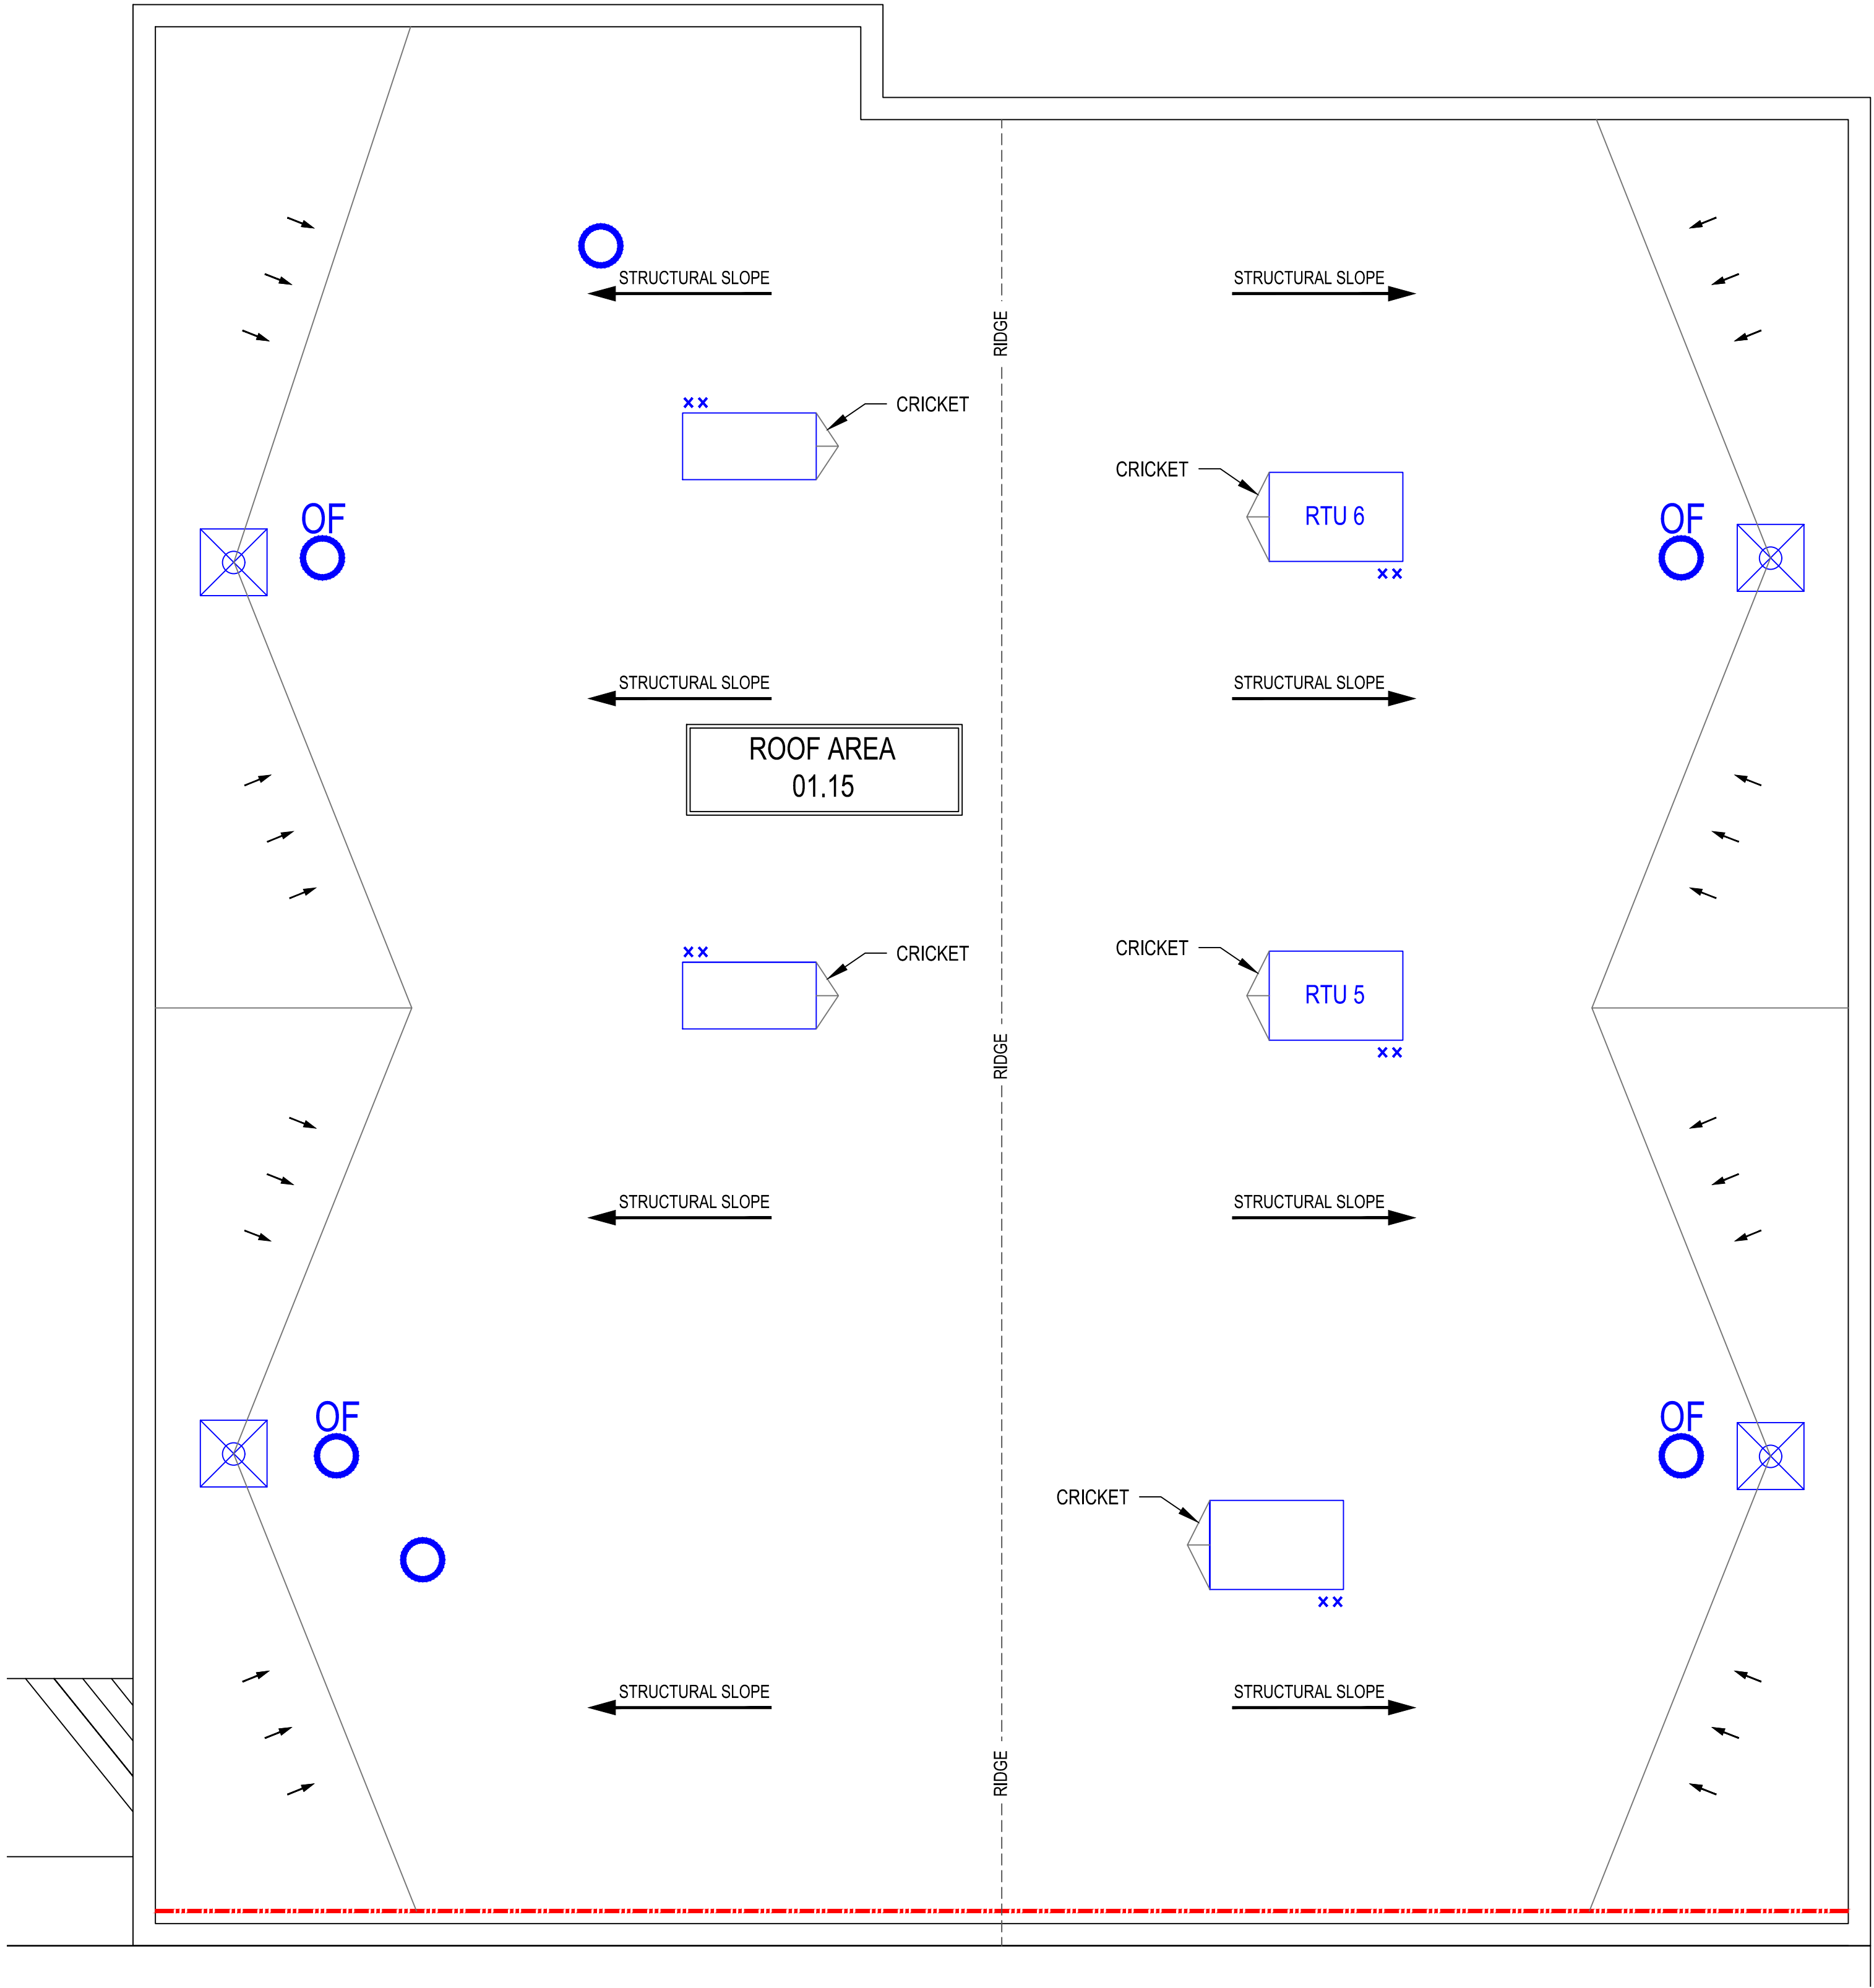 STRUCTURAL SLOPE
STRUCTURAL SLOPE
RIDGE
CRICKET
CRICKET
OF
RTU 6
OF
STRUCTURAL SLOPE
STRUCTURAL SLOPE
ROOF AREA
01.15
CRICKET
CRICKET
RTU 5
RIDGE
STRUCTURAL SLOPE
STRUCTURAL SLOPE
OF
OF
CRICKET
STRUCTURAL SLOPE
STRUCTURAL SLOPE
RIDGE